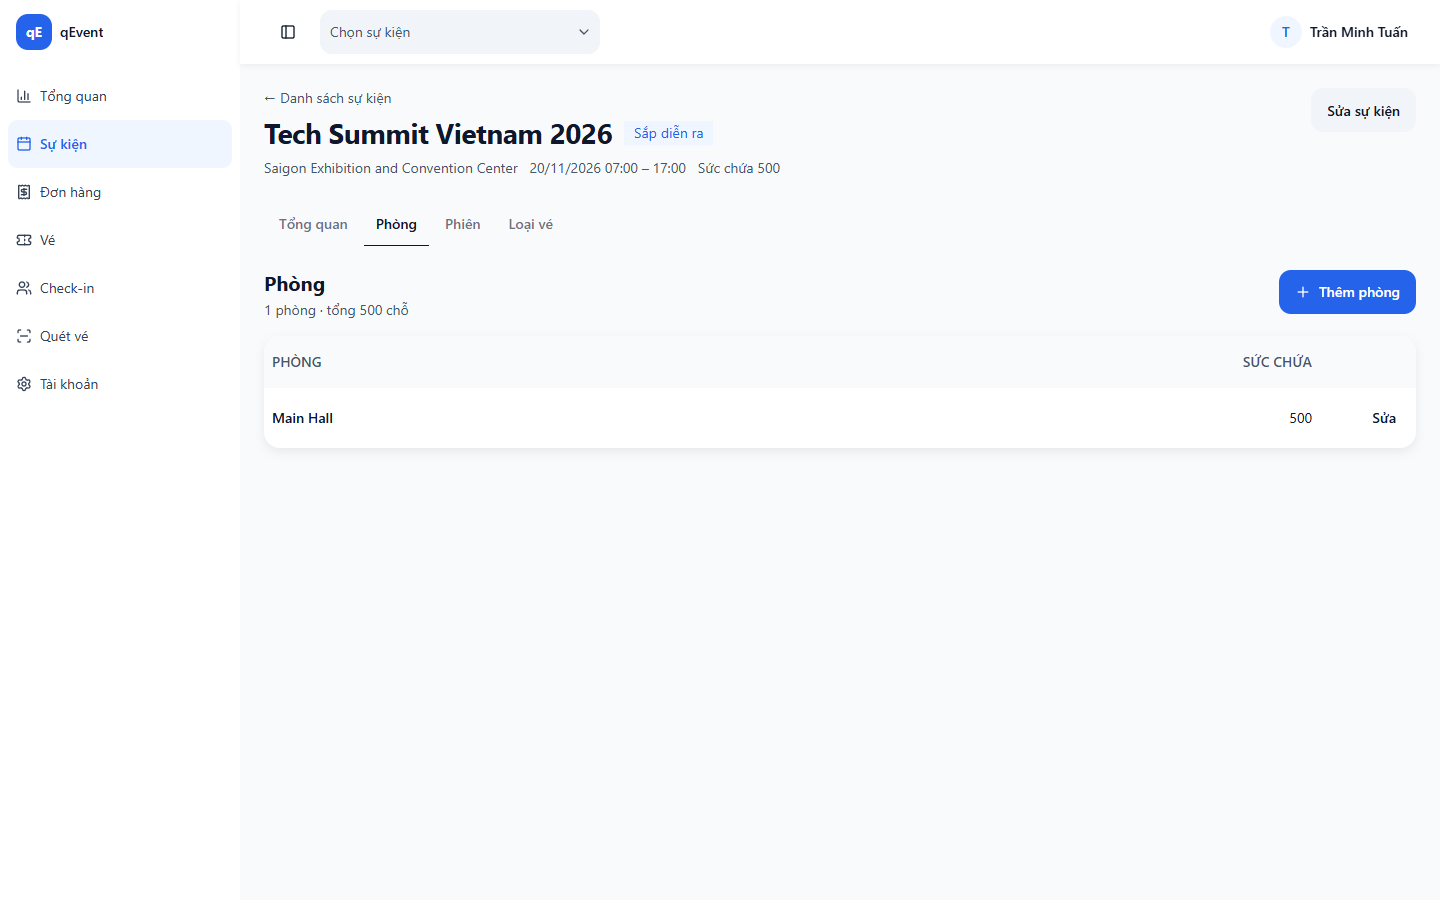 qE qEvent
Chọn sự kiện
T Trần Minh Tuấn
Tổng quan
Sự kiện
Đơn hàng
Vé
Check-in
Quét vé
Tài khoản
← Danh sách sự kiện
Sửa sự kiện
Tech Summit Vietnam 2026 Sắp diễn ra
Saigon Exhibition and Convention Center 20/11/2026 07:00 – 17:00 Sức chứa 500
Tổng quan Phòng Phiên Loại vé
Phòng
1 phòng · tổng 500 chỗ
+ Thêm phòng
PHÒNG SỨC CHỨA
Main Hall 500 Sửa